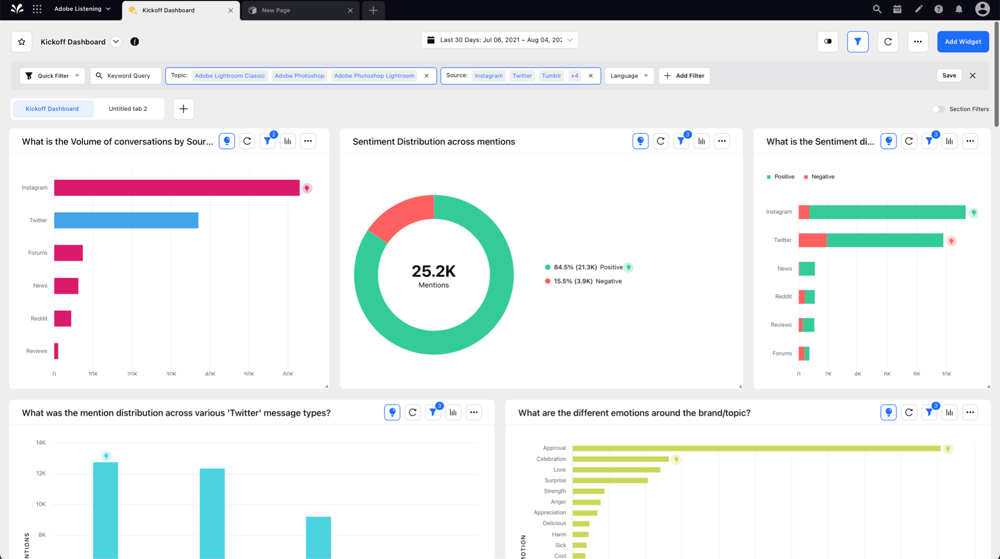 Adobe Listening
Kickoff Dashboard
New Page
04
Kickoff Dashboard
Last 30 Days: Jul 06, 2021 – Aug 04, 202
Add Widget
Quick Filter
Keyword Query
Topic: Adobe Lightroom Classic Adobe Photoshop Adobe Photoshop Lightroom
Source: Instagram Twitter Tumblr +4
Language
Add Filter
Save
Kickoff Dashboard
Untitled tab 2
Section Filters
What is the Volume of conversations by Sour...
2
Instagram
Twitter
Forums
News
Reddit
Reviews
0 10K 20K 30K 40K 50K 60K
Sentiment Distribution across mentions
3
25.2K
Mentions
84.5% (21.3K) Positive
15.5% (3.9K) Negative
What is the Sentiment di...
3
Positive Negative
Instagram
Twitter
News
Reddit
Reviews
Forums
0 2K 4K 6K 8K 10K
What was the mention distribution across various 'Twitter' message types?
3
14K
12K
10K
8K
NTIONS
What are the different emotions around the brand/topic?
3
Approval
Celebration
Love
Surprise
Strength
Anger
Appreciation
Delicious
Harm
Sick
Cool
MOTION